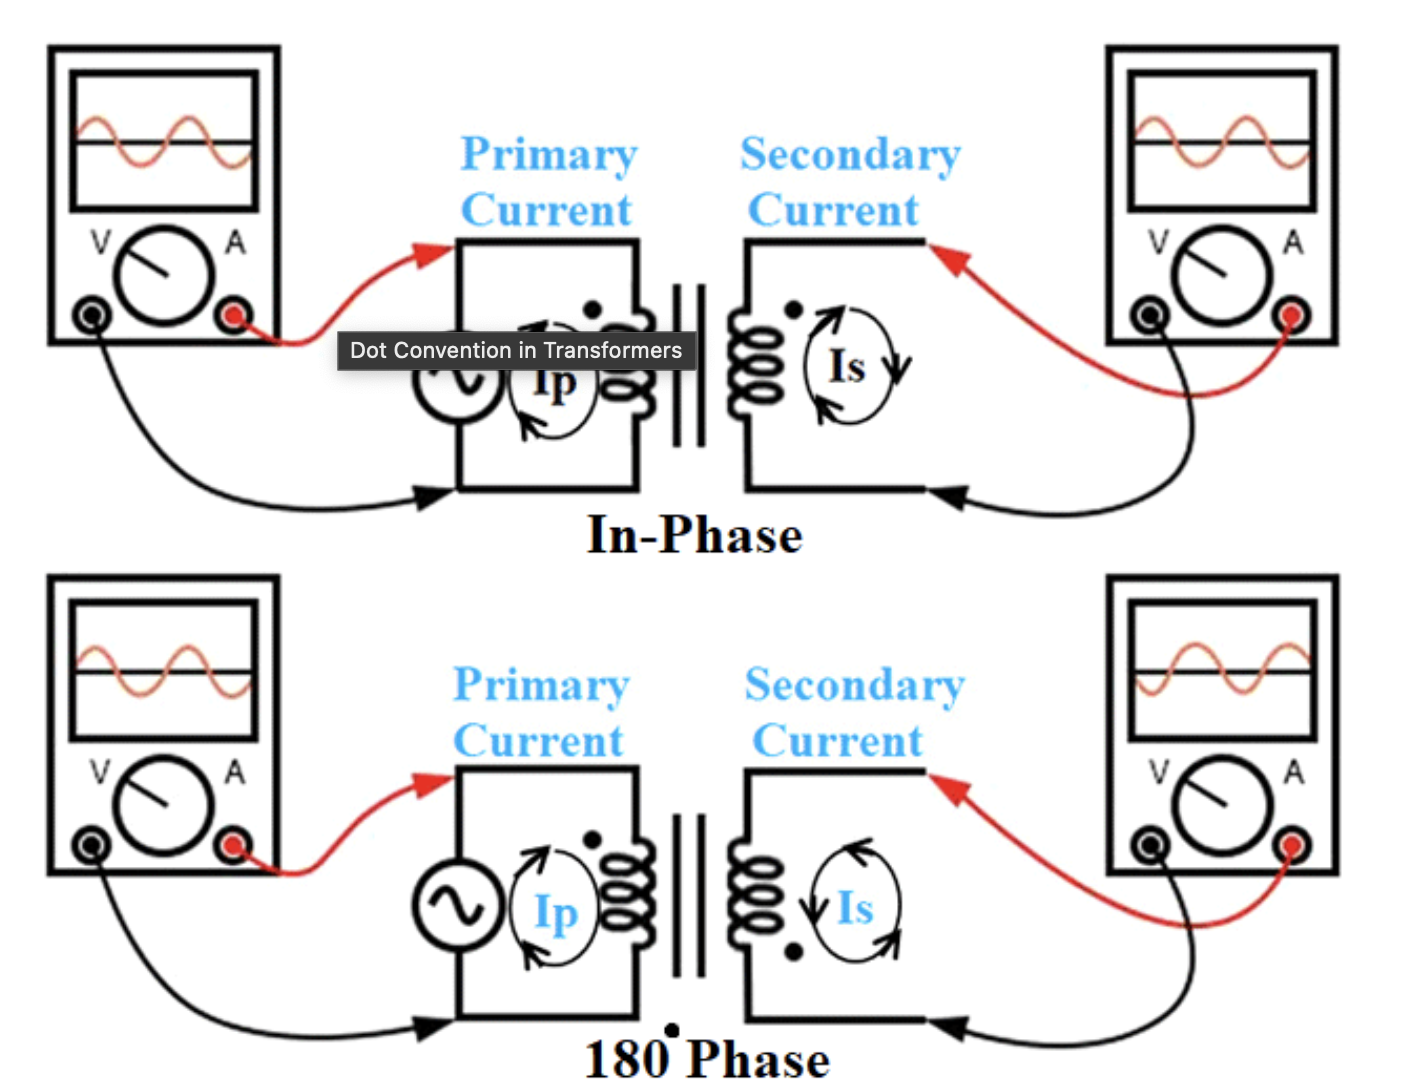 Primary
Current
Secondary
Current
V
A
V
A
Dot Convention in Transformers
Ip
Is
In-Phase
Primary
Current
Secondary
Current
V
A
V
A
Ip
Is
180 Phase